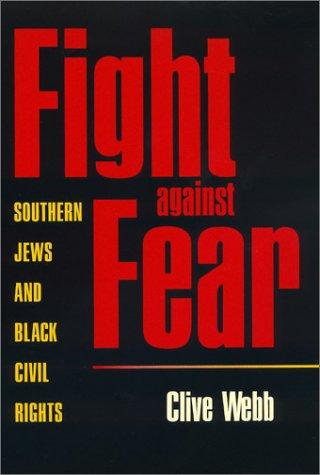 Fight
against
Fear
SOUTHERN
JEWS
AND
BLACK
CIVIL
RIGHTS
Clive Webb